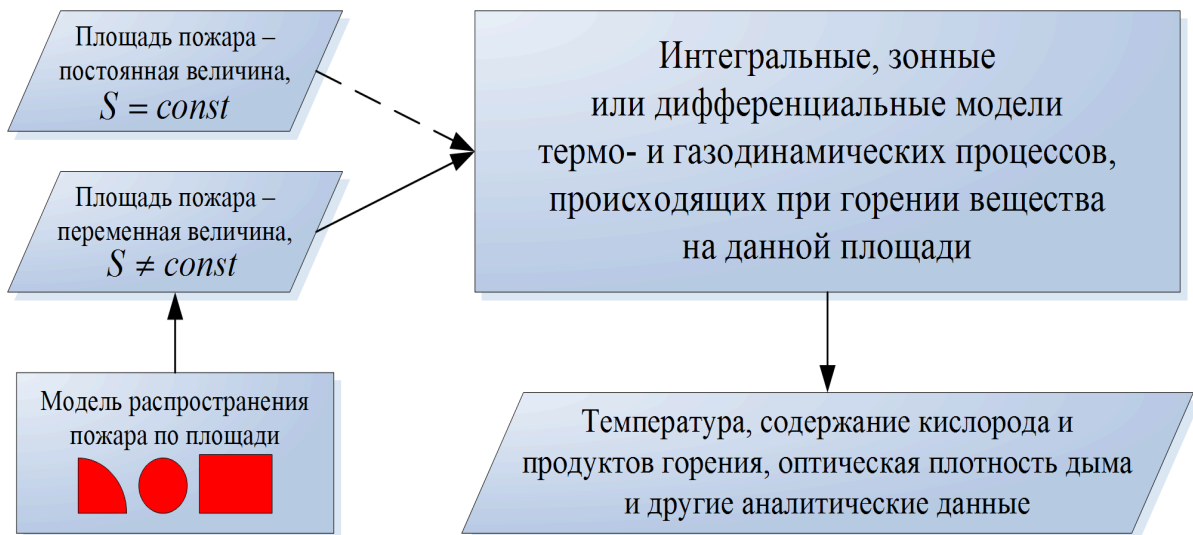 Площадь пожара –
постоянная величина,
S = const
Площадь пожара –
переменная величина,
S ≠ const
Модель распространения
пожара по площади
Интегральные, зонные
или дифференциальные модели
термо- и газодинамических процессов,
происходящих при горении вещества
на данной площади
Температура, содержание кислорода и
продуктов горения, оптическая плотность дыма
и другие аналитические данные